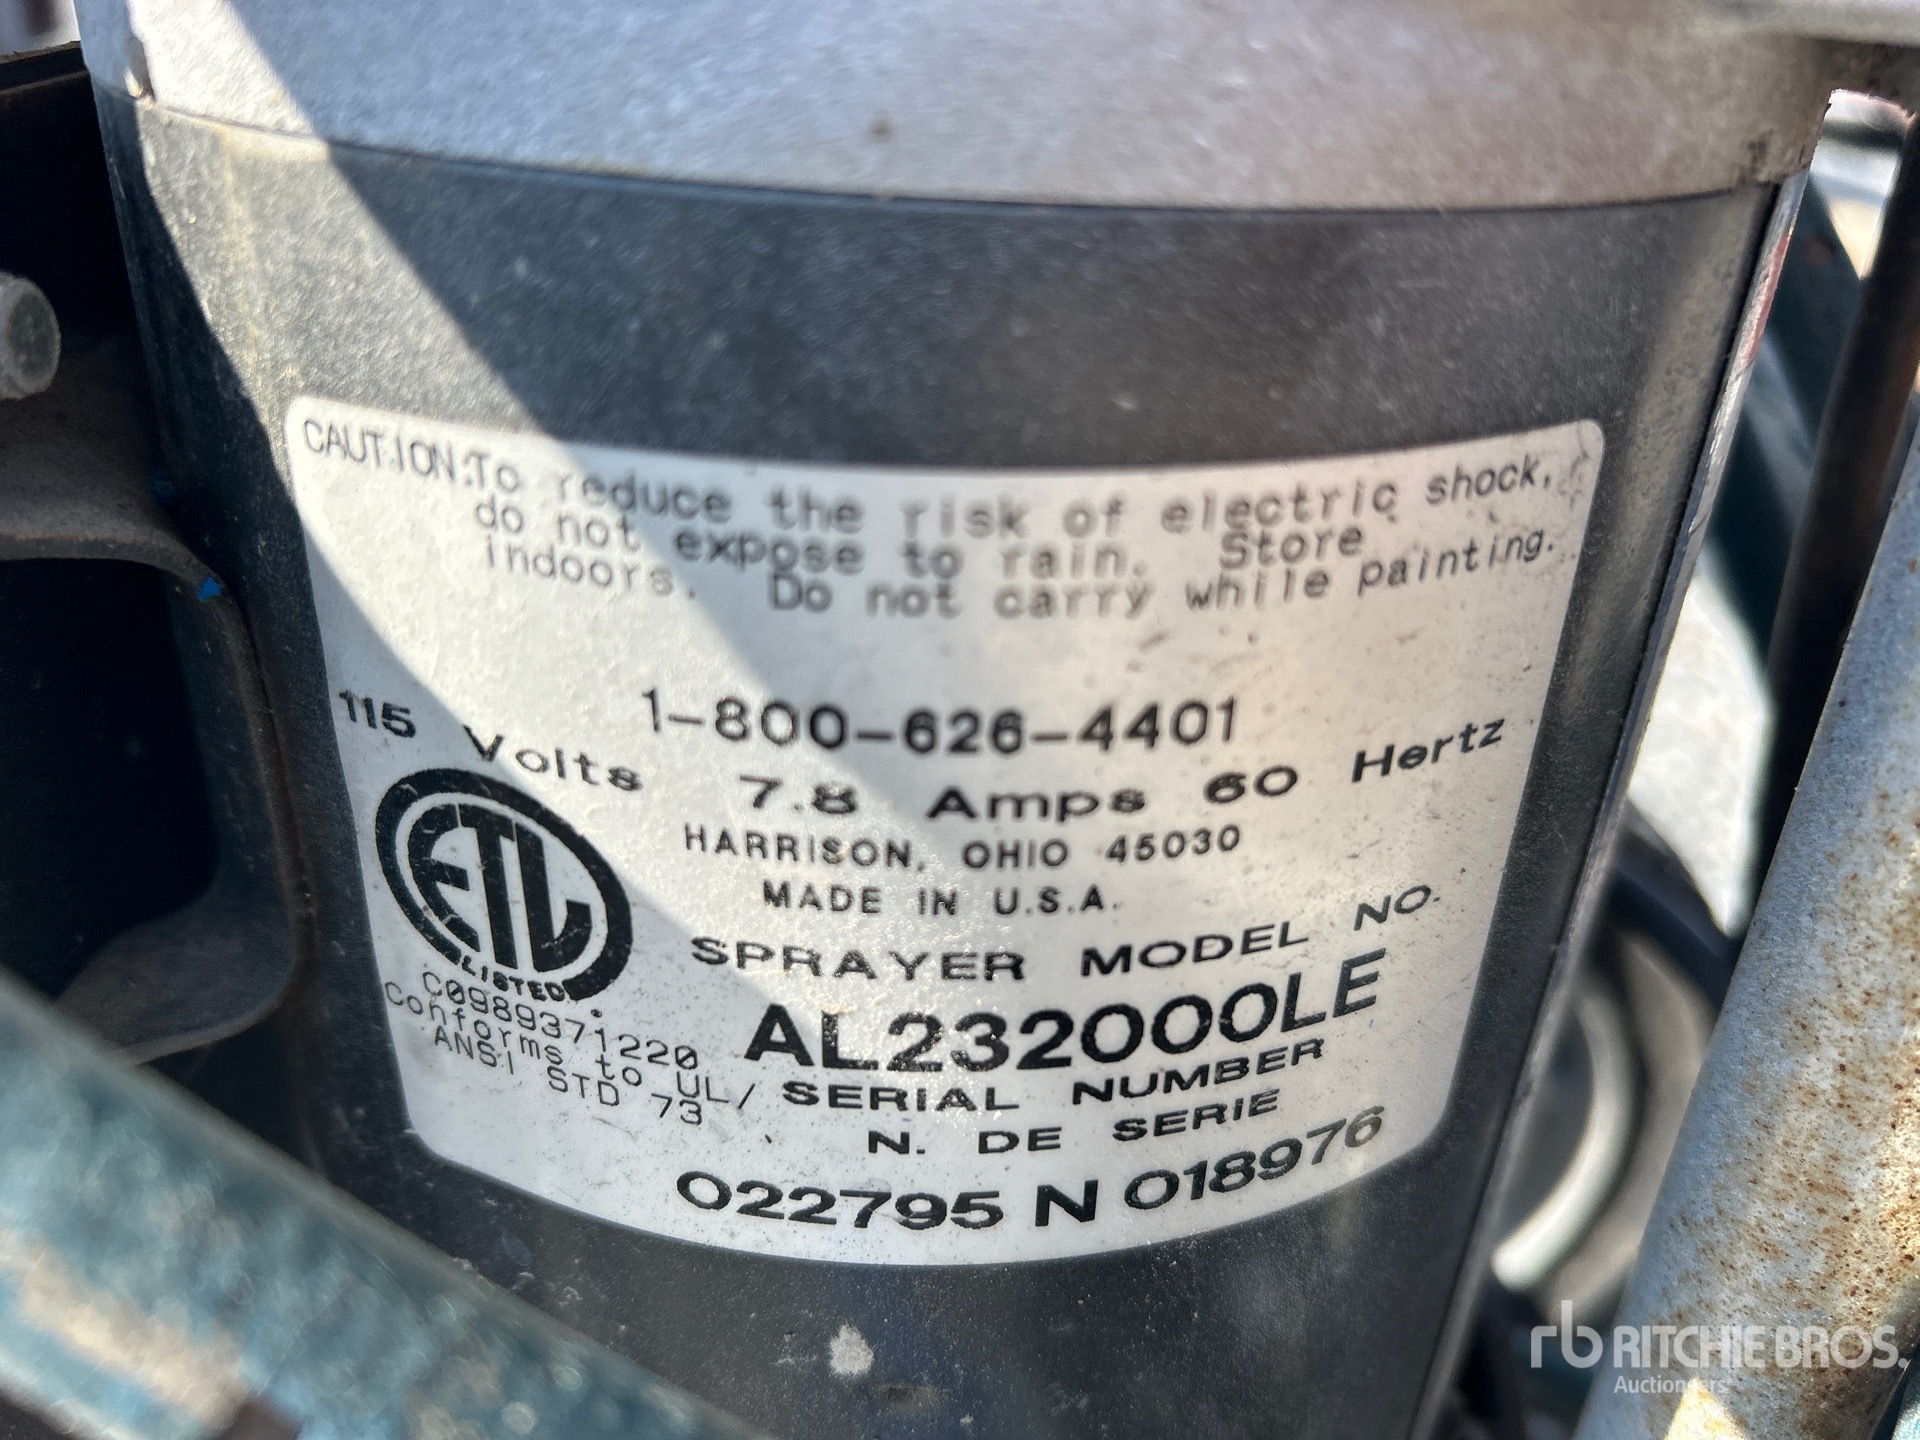 CAUTION:To reduce the risk of electric shock,
do not expose to rain. Store
indoors. Do not carry while painting.
1-800-626-4401
115 Volts 7.8 Amps 60 Hertz
HARRISON, OHIO 45030
MADE IN U.S.A.
ETL
LISTED
C0989371220
Conforms to UL/
ANSI STD 73
SPRAYER MODEL NO.
AL232000LE
SERIAL NUMBER
N. DE SERIE
022795 N 018976
rb RITCHIE BROS.
Auctioneers